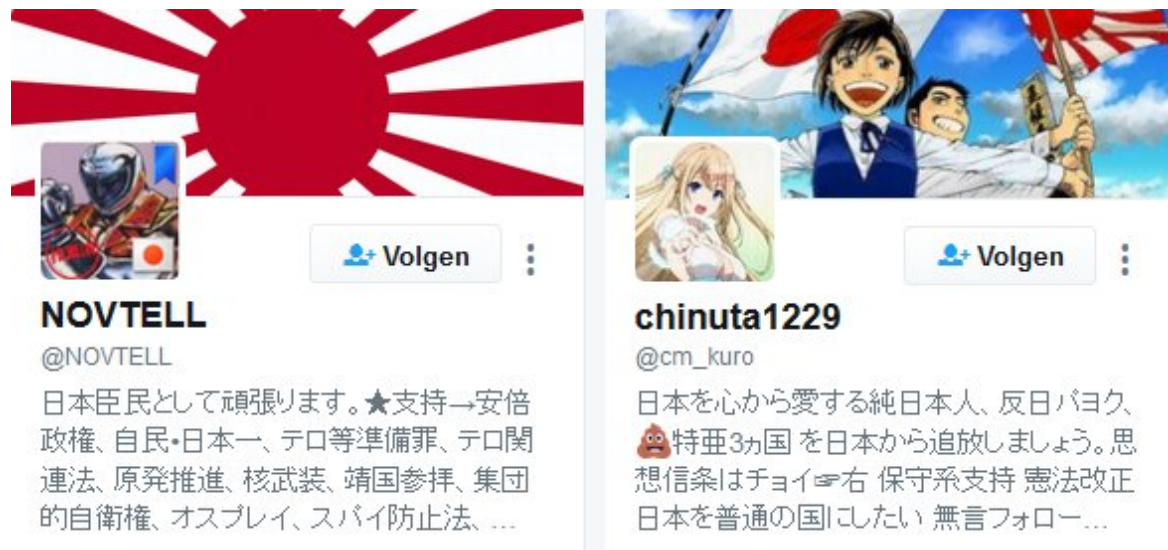 Volgen
NOVTELL
@NOVTELL
日本臣民として頑張ります。★支持→安倍
政権、自民•日本一、テロ等準備罪、テロ関
連法、原発推進、核武装、靖国参拝、集団
的自衛権、オスプレイ、スパイ防止法、...
Volgen
chinuta1229
@cm_kuro
日本を心から愛する純日本人、反日パヨク、
💩特亜3ヵ国 を日本から追放しましょう。思
想信条はチョイ☞右 保守系支持 憲法改正
日本を普通の国にしたい 無言フォロー...